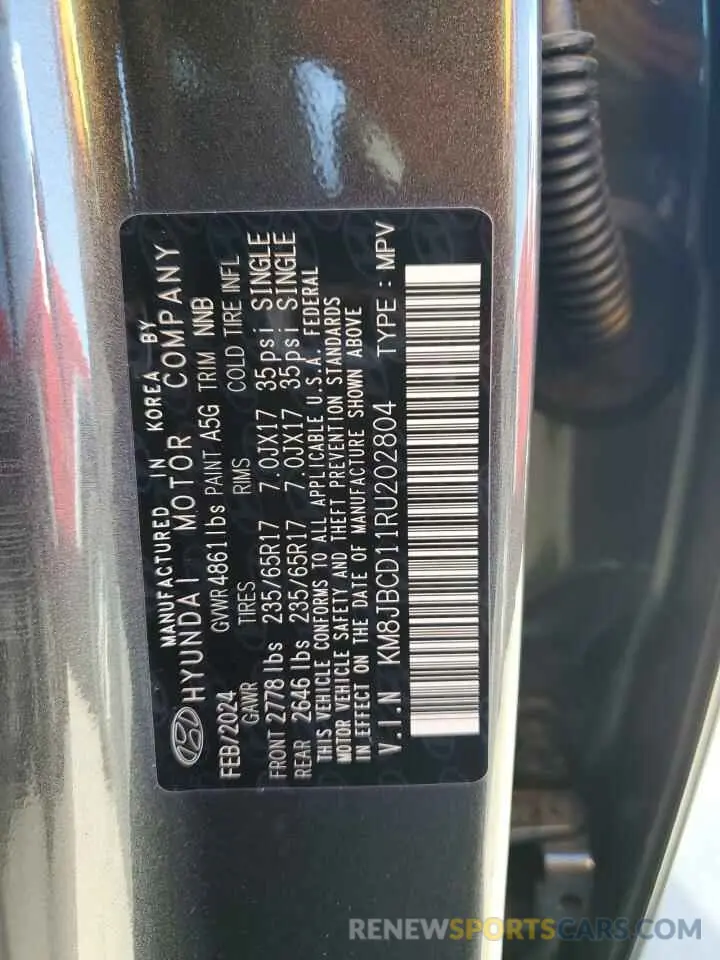 MANUFACTURED IN KOREA BY
HYUNDAI MOTOR COMPANY
FEB/2024 GVWR4861lbs PAINT A5G TRIM NNB
GAWR TIRES RIMS COLD TIRE INFL
FRONT 2778 lbs 235/65R17 7.0JX17 35psi SINGLE
REAR 2646 lbs 235/65R17 7.0JX17 35psi SINGLE
THIS VEHICLE CONFORMS TO ALL APPLICABLE U.S.A. FEDERAL
MOTOR VEHICLE SAFETY AND THEFT PREVENTION STANDARDS
IN EFFECT ON THE DATE OF MANUFACTURE SHOWN ABOVE
V.I.N KM8JBCD11RU202804 TYPE : MPV
RENEWSPORTSCARS.COM